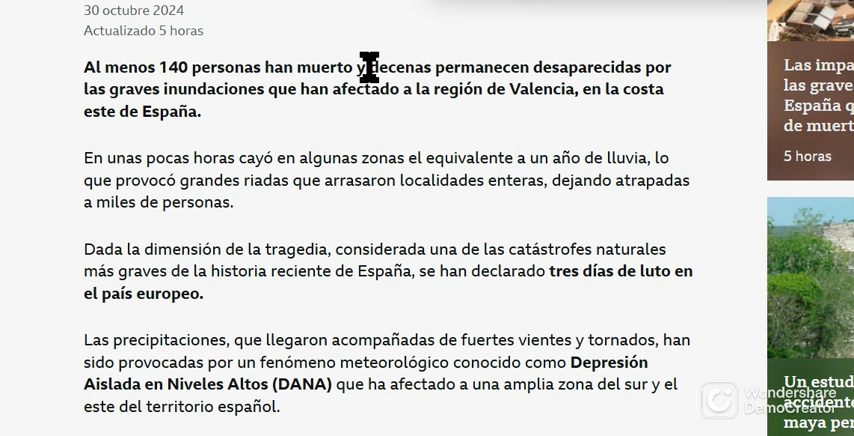 30 octubre 2024
Actualizado 5 horas
Al menos 140 personas han muerto y decenas permanecen desaparecidas por
las graves inundaciones que han afectado a la región de Valencia, en la costa
este de España.
En unas pocas horas cayó en algunas zonas el equivalente a un año de lluvia, lo
que provocó grandes riadas que arrasaron localidades enteras, dejando atrapadas
a miles de personas.
Dada la dimensión de la tragedia, considerada una de las catástrofes naturales
más graves de la historia reciente de España, se han declarado tres días de luto en
el país europeo.
Las precipitaciones, que llegaron acompañadas de fuertes vientos y tornados, han
sido provocadas por un fenómeno meteorológico conocido como Depresión
Aislada en Niveles Altos (DANA) que ha afectado a una amplia zona del sur y el
este del territorio español.
Las impa
las grave
España q
de muert
5 horas
Un estud
accidente
maya per
Wondershare
DemoCreator